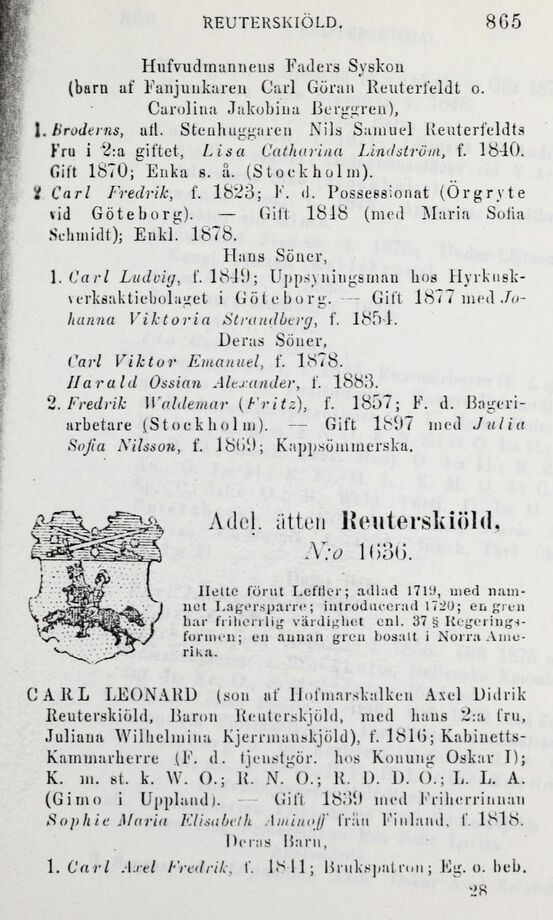 REUTERSKIÖLD. 865
Hufvudmannens Faders Syskon
(barn af Fanjunkaren Carl Göran Reuterfeldt o.
Carolina Jakobina Berggren),
1. Broderns, afl. Stenhuggaren Nils Samuel Reuterfeldts
Fru i 2:a giftet, Lisa Catharina Lindström, f. 1840.
Gift 1870; Enka s. å. (Stockholm).
2. Carl Fredrik, f. 1823; F. d. Possessionat (Örgryte
vid Göteborg). — Gift 1848 (med Maria Sofia
Schmidt); Enkl. 1878.
Hans Söner,
1. Carl Ludvig, f. 1849; Uppsyningsman hos Hyrkusk-
verksaktiebolaget i Göteborg. — Gift 1877 med Jo-
hanna Viktoria Strandberg, f. 1854.
Deras Söner,
Carl Viktor Emanuel, f. 1878.
Harald Ossian Alexander, f. 1883.
2. Fredrik Waldemar (Fritz), f. 1857; F. d. Bageri-
arbetare (Stockholm). — Gift 1897 med Julia
Sofia Nilsson, f. 1869; Kappsömmerska.
Adel. ätten Reuterskiöld,
N:o 1636.
Hette förut Leffler; adlad 1719, med nam-
net Lagersparre; introducerad 1720; en gren
har friherrlig värdighet enl. 37 § Regerings-
formen; en annan gren bosatt i Norra Ame-
rika.
CARL LEONARD (son af Hofmarskalken Axel Didrik
Reuterskiöld, Baron Reuterskjöld, med hans 2:a fru,
Juliana Wilhelmina Kjerrmanskjöld), f. 1816; Kabinetts-
Kammarherre (F. d. tjenstgör. hos Konung Oskar I);
K. m. st. k. W. O.; R. N. O.; R. D. D. O.; L. L. A.
(Gimo i Uppland). — Gift 1839 med Friherrinnan
Sophie Maria Elisabeth Aminoff från Finland, f. 1818.
Deras Barn,
1. Carl Axel Fredrik, f. 1841; Brukspatron; Eg. o. beb.
28